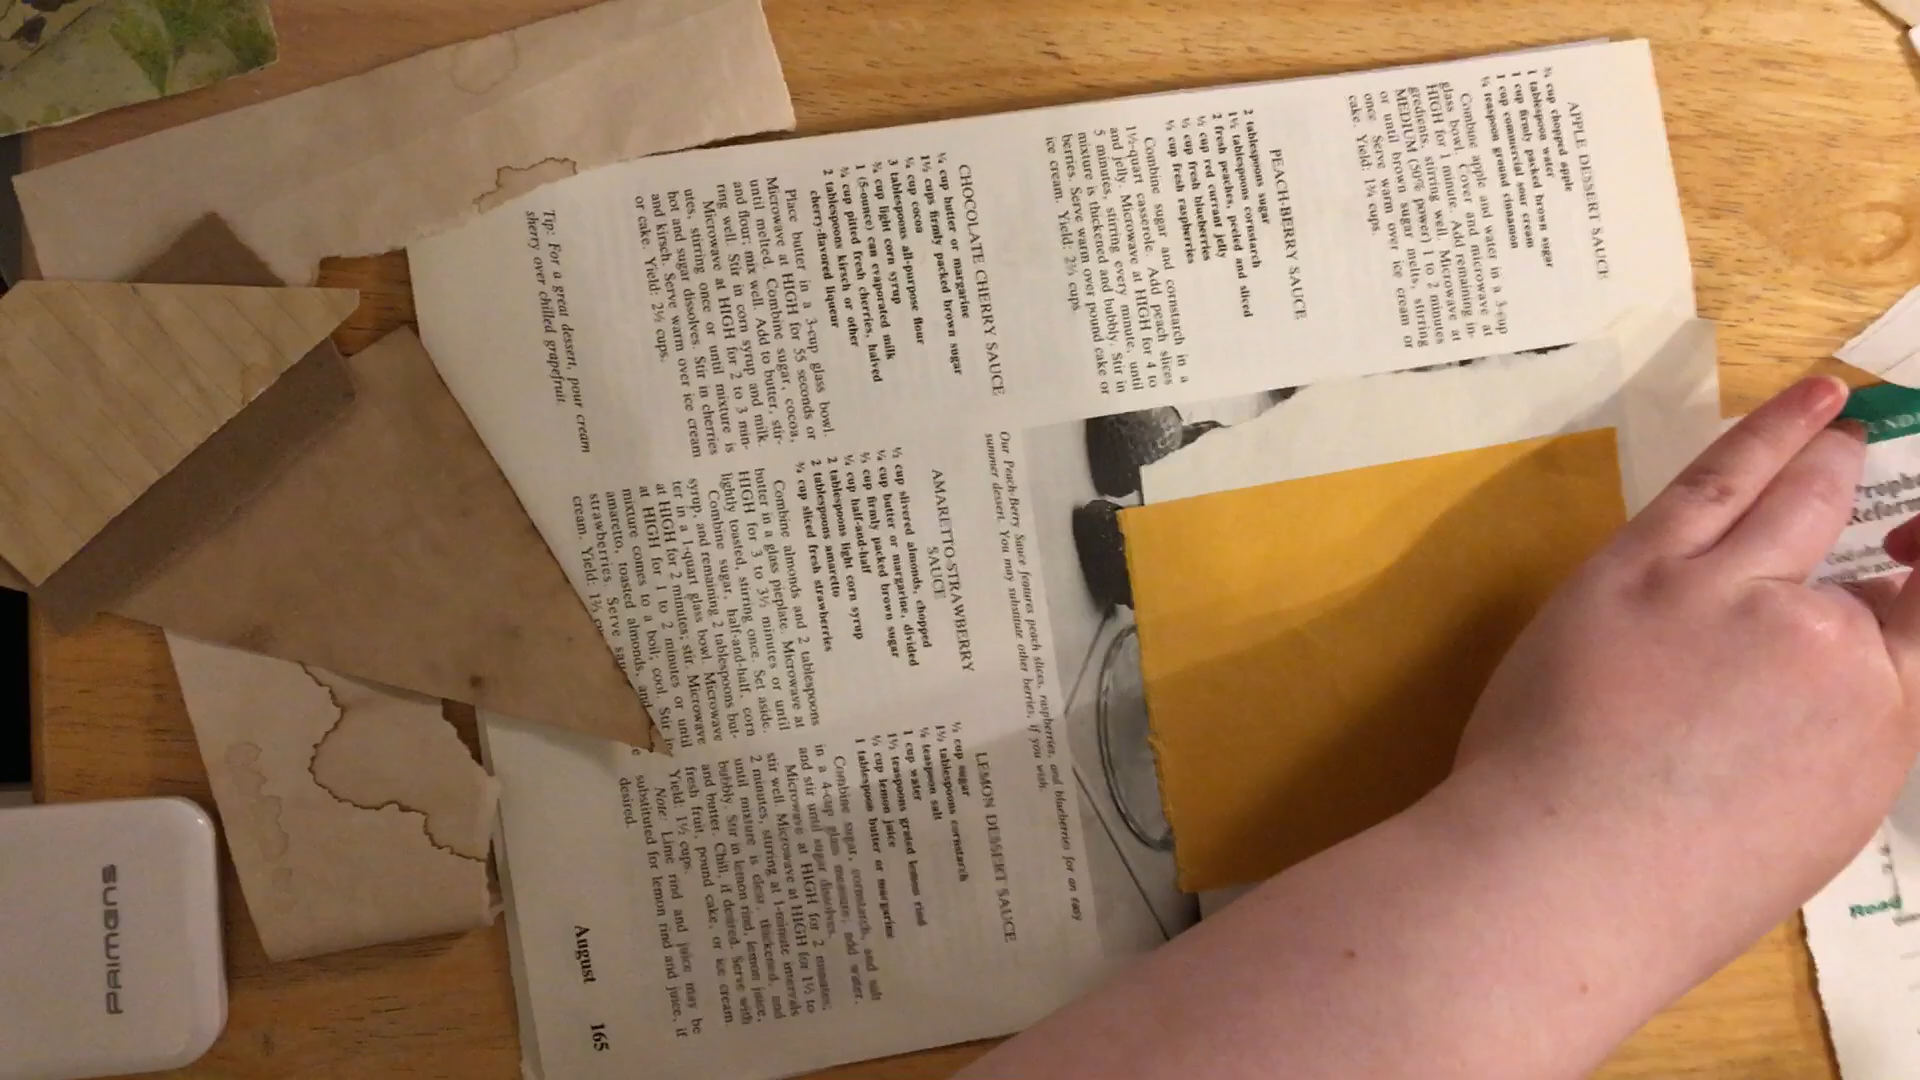 APPLE DESSERT SAUCE
¾ cup chopped apple
1 tablespoon water
1 cup firmly packed brown sugar
1 cup commercial sour cream
¼ teaspoon ground cinnamon
Combine apple and water in a 3-cup
glass bowl. Cover and microwave at
HIGH for 1 minute. Add remaining in-
gredients, stirring well. Microwave at
MEDIUM (50% power) 1 to 2 minutes
or until brown sugar melts, stirring
once. Serve warm over ice cream or
cake. Yield: 1¾ cups.
PEACH-BERRY SAUCE
2 tablespoons sugar
1½ tablespoons cornstarch
2 fresh peaches, peeled and sliced
½ cup red currant jelly
½ cup fresh blueberries
½ cup fresh raspberries
Combine sugar and cornstarch in a
1½-quart casserole. Add peach slices
and jelly. Microwave at HIGH for 4 to
5 minutes, stirring every minute, until
mixture is thickened and bubbly. Stir in
berries. Serve warm over pound cake or
ice cream. Yield: 2⅔ cups.
CHOCOLATE CHERRY SAUCE
¼ cup butter or margarine
1½ cups firmly packed brown sugar
¾ cup cocoa
3 tablespoons all-purpose flour
¾ cup light corn syrup
1 (5-ounce) can evaporated milk
¾ cup pitted fresh cherries, halved
2 tablespoons kirsch or other
cherry-flavored liqueur
Place butter in a 3-cup glass bowl.
Microwave at HIGH for 55 seconds or
until melted. Combine sugar, cocoa,
and flour; mix well. Add to butter, stir-
ring well. Stir in corn syrup and milk.
Microwave at HIGH for 2 to 3 min-
utes, stirring once or until mixture is
hot and sugar dissolves. Stir in cherries
and kirsch. Serve warm over ice cream
or cake. Yield: 2⅔ cups.
Tip: For a great dessert, pour cream
sherry over chilled grapefruit.
Our Peach-Berry Sauce features peach slices, raspberries, and blueberries for an easy
summer dessert. You may substitute other berries, if you wish.
AMARETTO-STRAWBERRY
SAUCE
½ cup slivered almonds, chopped
¼ cup butter or margarine, divided
⅓ cup firmly packed brown sugar
¼ cup half-and-half
2 tablespoons light corn syrup
2 tablespoons amaretto
¾ cup sliced fresh strawberries
Combine almonds and 2 tablespoons
butter in a glass pieplate. Microwave at
HIGH for 3 to 3½ minutes or until
lightly toasted, stirring once. Set aside.
Combine sugar, half-and-half, corn
syrup, and remaining 2 tablespoons but-
ter in a 1-quart glass bowl. Microwave
at HIGH for 2 minutes; stir. Microwave
at HIGH for 1 to 2 minutes or until
mixture comes to a boil; cool. Stir in
amaretto, toasted almonds, and
strawberries. Serve
cream. Yield: 1⅔
LEMON DESSERT SAUCE
½ cup sugar
1½ tablespoons cornstarch
⅛ teaspoon salt
1 cup water
1½ teaspoons grated lemon rind
⅓ cup lemon juice
1 tablespoon butter or margarine
Combine sugar, cornstarch, and salt
in a 4-cup glass measure; add water,
and stir until sugar dissolves.
Microwave at HIGH for 2 minutes;
stir well. Microwave at HIGH for 1½ to
2 minutes, stirring at 1-minute intervals
until mixture is clear, thickened, and
bubbly. Stir in lemon rind, lemon juice,
and butter. Chill, if desired. Serve with
fresh fruit, pound cake, or ice cream.
Yield: 1½ cups.
Note: Lime rind and juice may be
substituted for lemon rind and juice, if
desired.
August 165
Read